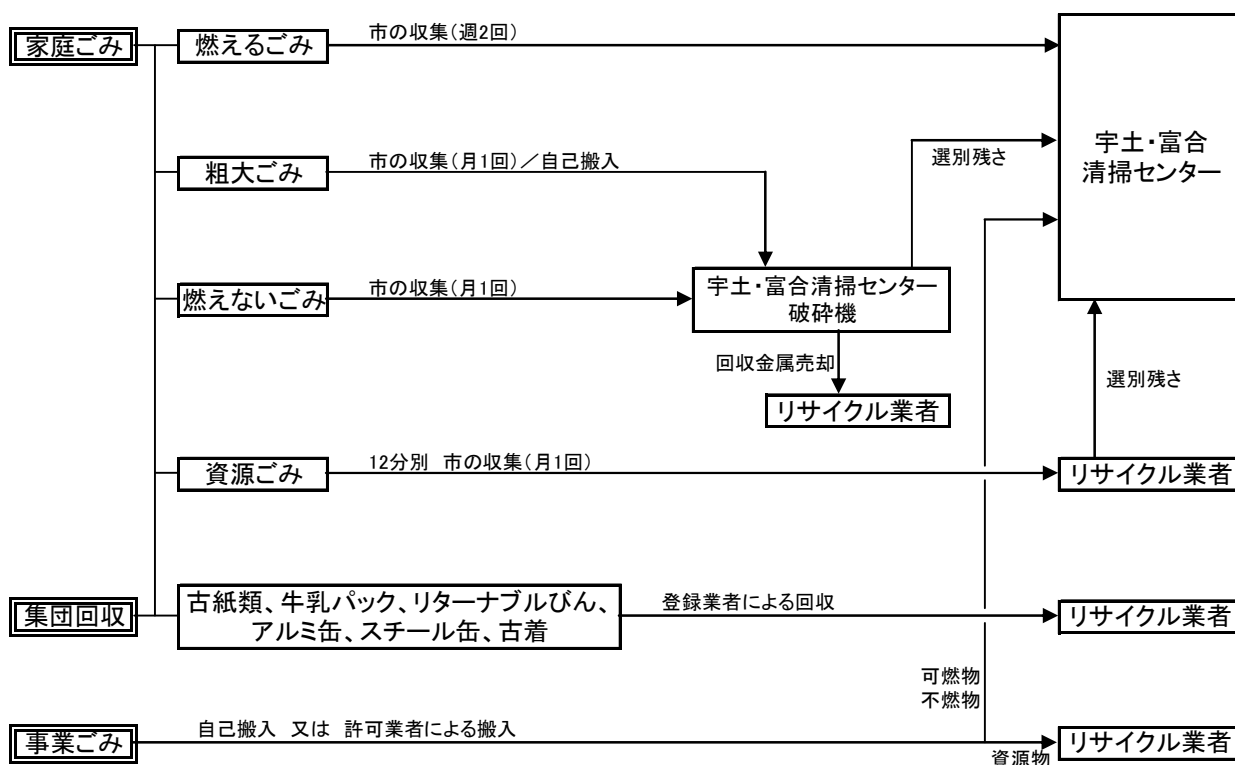 家庭ごみ
燃えるごみ
市の収集(週2回)
宇土・富合
清掃センター
粗大ごみ
市の収集(月1回)/自己搬入
選別残さ
燃えないごみ
市の収集(月1回)
宇土・富合清掃センター
破砕機
回収金属売却
リサイクル業者
選別残さ
資源ごみ
12分別 市の収集(月1回)
リサイクル業者
集団回収
古紙類、牛乳パック、リターナブルびん、
アルミ缶、スチール缶、古着
登録業者による回収
リサイクル業者
可燃物
不燃物
事業ごみ
自己搬入 又は 許可業者による搬入
リサイクル業者
資源物